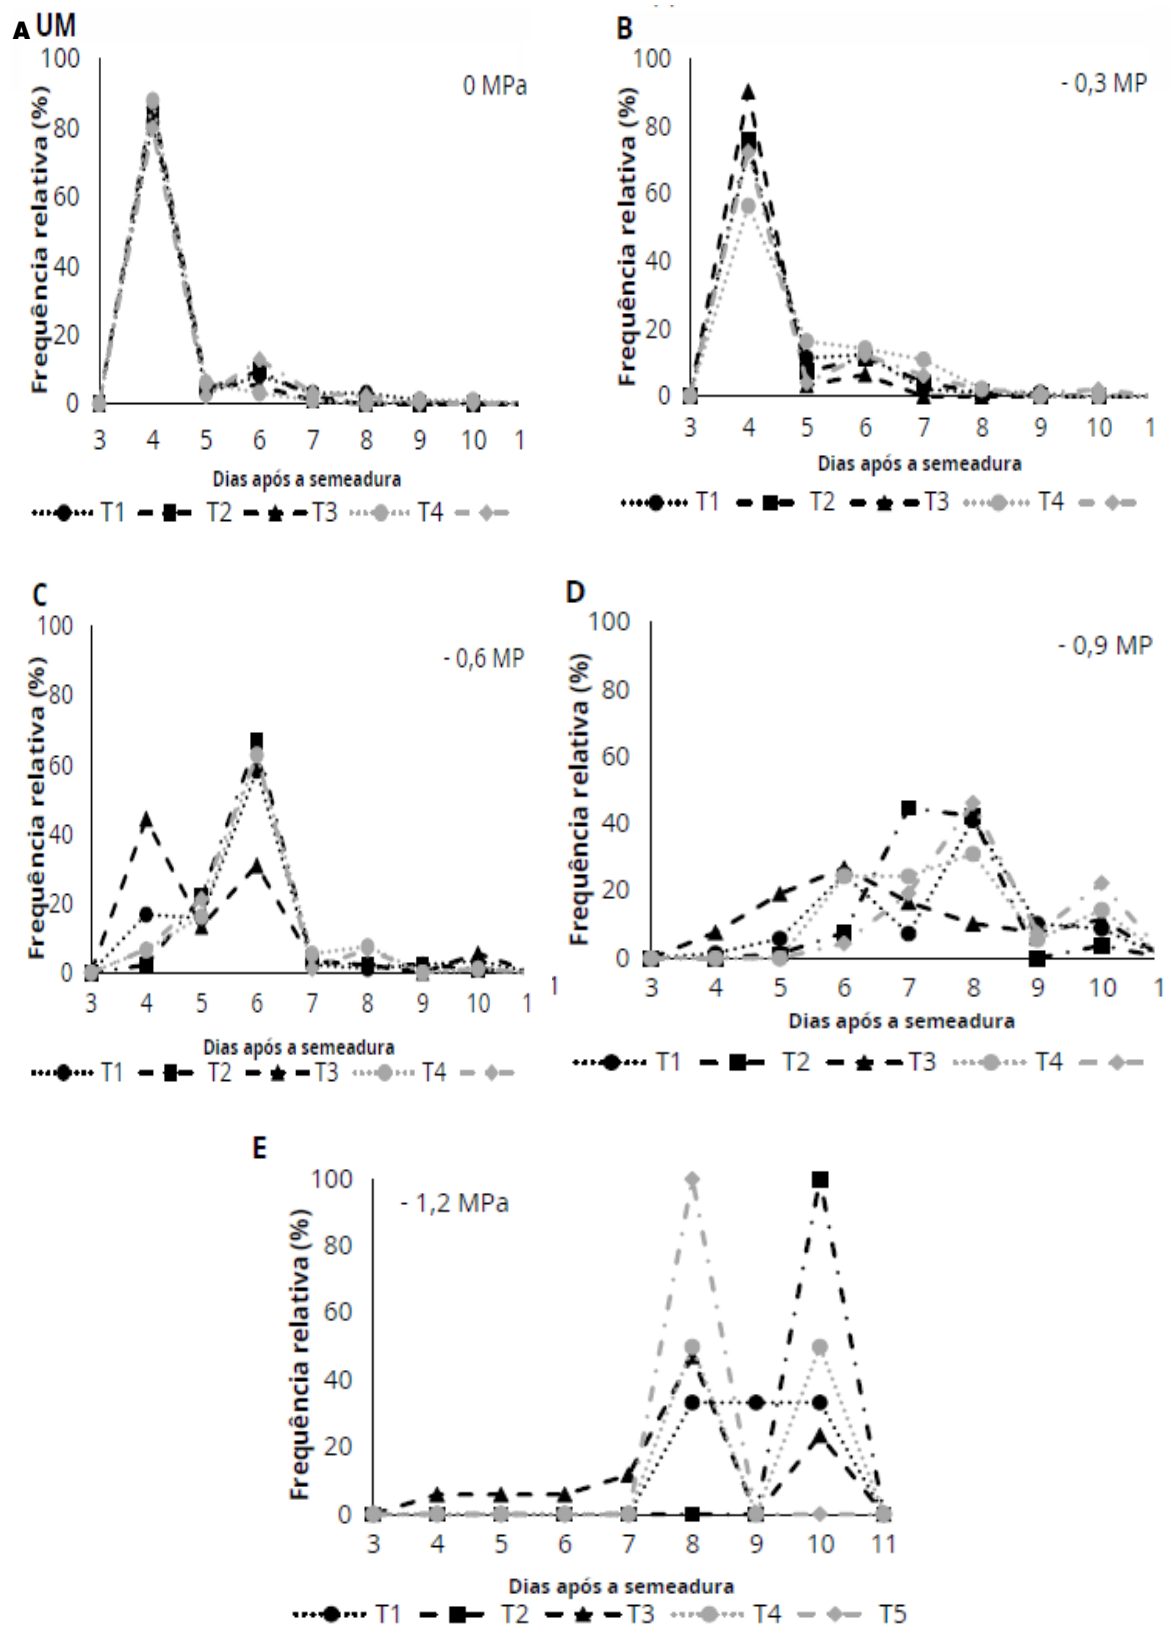 A UM
100
80
60
40
20
0
Frequência relativa (%)
0 MPa
3 4 5 6 7 8 9 10 1
Dias após a semeadura
T1 T2 T3 T4
B
100
80
60
40
20
0
Frequência relativa (%)
- 0,3 MP
3 4 5 6 7 8 9 10 1
Dias após a semeadura
T1 T2 T3 T4
C
100
80
60
40
20
0
Frequência relativa (%)
- 0,6 MP
3 4 5 6 7 8 9 10 1 1
Dias após a semeadura
T1 T2 T3 T4
D
100
80
60
40
20
0
Frequência relativa (%)
- 0,9 MP
3 4 5 6 7 8 9 10 1
Dias após a semeadura
T1 T2 T3 T4
E
100
80
60
40
20
0
Frequência relativa (%)
- 1,2 MPa
3 4 5 6 7 8 9 10 11
Dias após a semeadura
T1 T2 T3 T4 T5